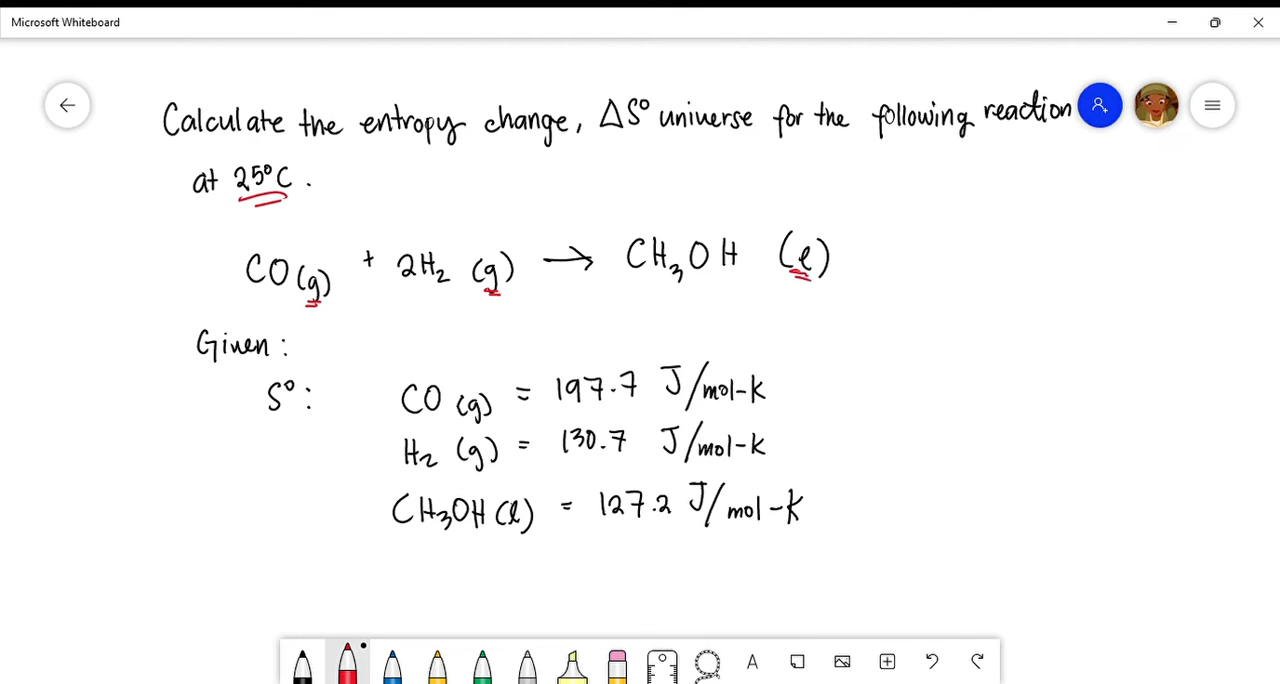 Microsoft Whiteboard
Calculate the entropy change, ΔS° universe for the following reaction
at 25°C.
CO(g) + 2H₂ (g) → CH₃OH (l)
Given:
S°: CO (g) = 197.7 J/mol-K
H₂ (g) = 130.7 J/mol-K
CH₃OH (l) = 127.2 J/mol-K
A